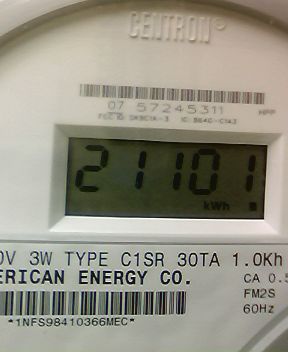 CENTRON®
07 57245311
HPP
21101
kWh
0V 3W TYPE C1SR 30TA 1.0Kh
ERICAN ENERGY CO.
CA 0.5
FM2S
60Hz
*1NFS98410366MEC*